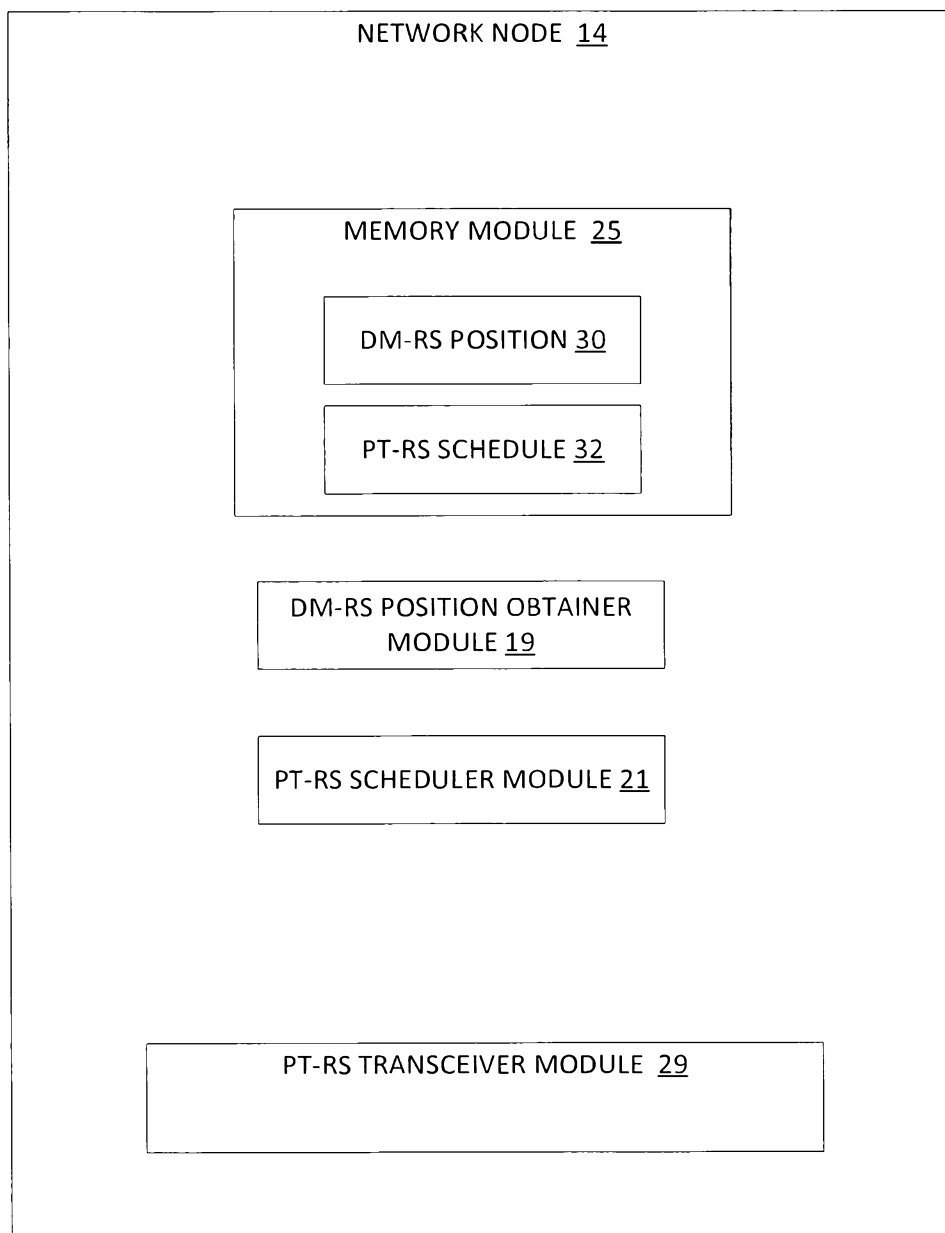 NETWORK NODE 14
MEMORY MODULE 25
DM-RS POSITION 30
PT-RS SCHEDULE 32
DM-RS POSITION OBTAINER
MODULE 19
PT-RS SCHEDULER MODULE 21
PT-RS TRANSCEIVER MODULE 29